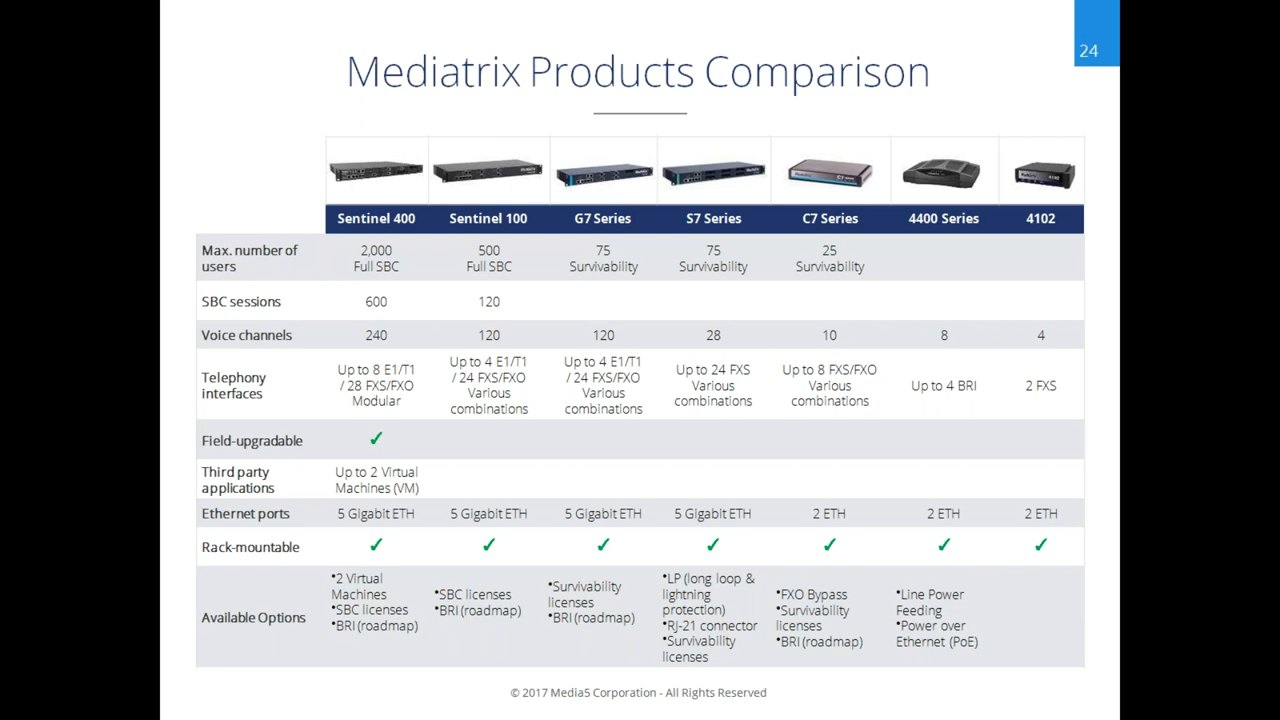 24
Mediatrix Products Comparison
Sentinel 400 Sentinel 100 G7 Series S7 Series C7 Series 4400 Series 4102
Max. number of users 2,000 Full SBC 500 Full SBC 75 Survivability 75 Survivability 25 Survivability
SBC sessions 600 120
Voice channels 240 120 120 28 10 8 4
Telephony interfaces Up to 8 E1/T1 / 28 FXS/FXO Modular Up to 4 E1/T1 / 24 FXS/FXO Various combinations Up to 4 E1/T1 / 24 FXS/FXO Various combinations Up to 24 FXS Various combinations Up to 8 FXS/FXO Various combinations Up to 4 BRI 2 FXS
Field-upgradable ✓
Third party applications Up to 2 Virtual Machines (VM)
Ethernet ports 5 Gigabit ETH 5 Gigabit ETH 5 Gigabit ETH 5 Gigabit ETH 2 ETH 2 ETH 2 ETH
Rack-mountable ✓ ✓ ✓ ✓ ✓ ✓ ✓
Available Options •2 Virtual Machines •SBC licenses •BRI (roadmap) •SBC licenses •BRI (roadmap) •Survivability licenses •BRI (roadmap) •LP (long loop & lightning protection) •RJ-21 connector •Survivability licenses •FXO Bypass •Survivability licenses •BRI (roadmap) •Line Power Feeding •Power over Ethernet (PoE)
© 2017 Media5 Corporation - All Rights Reserved